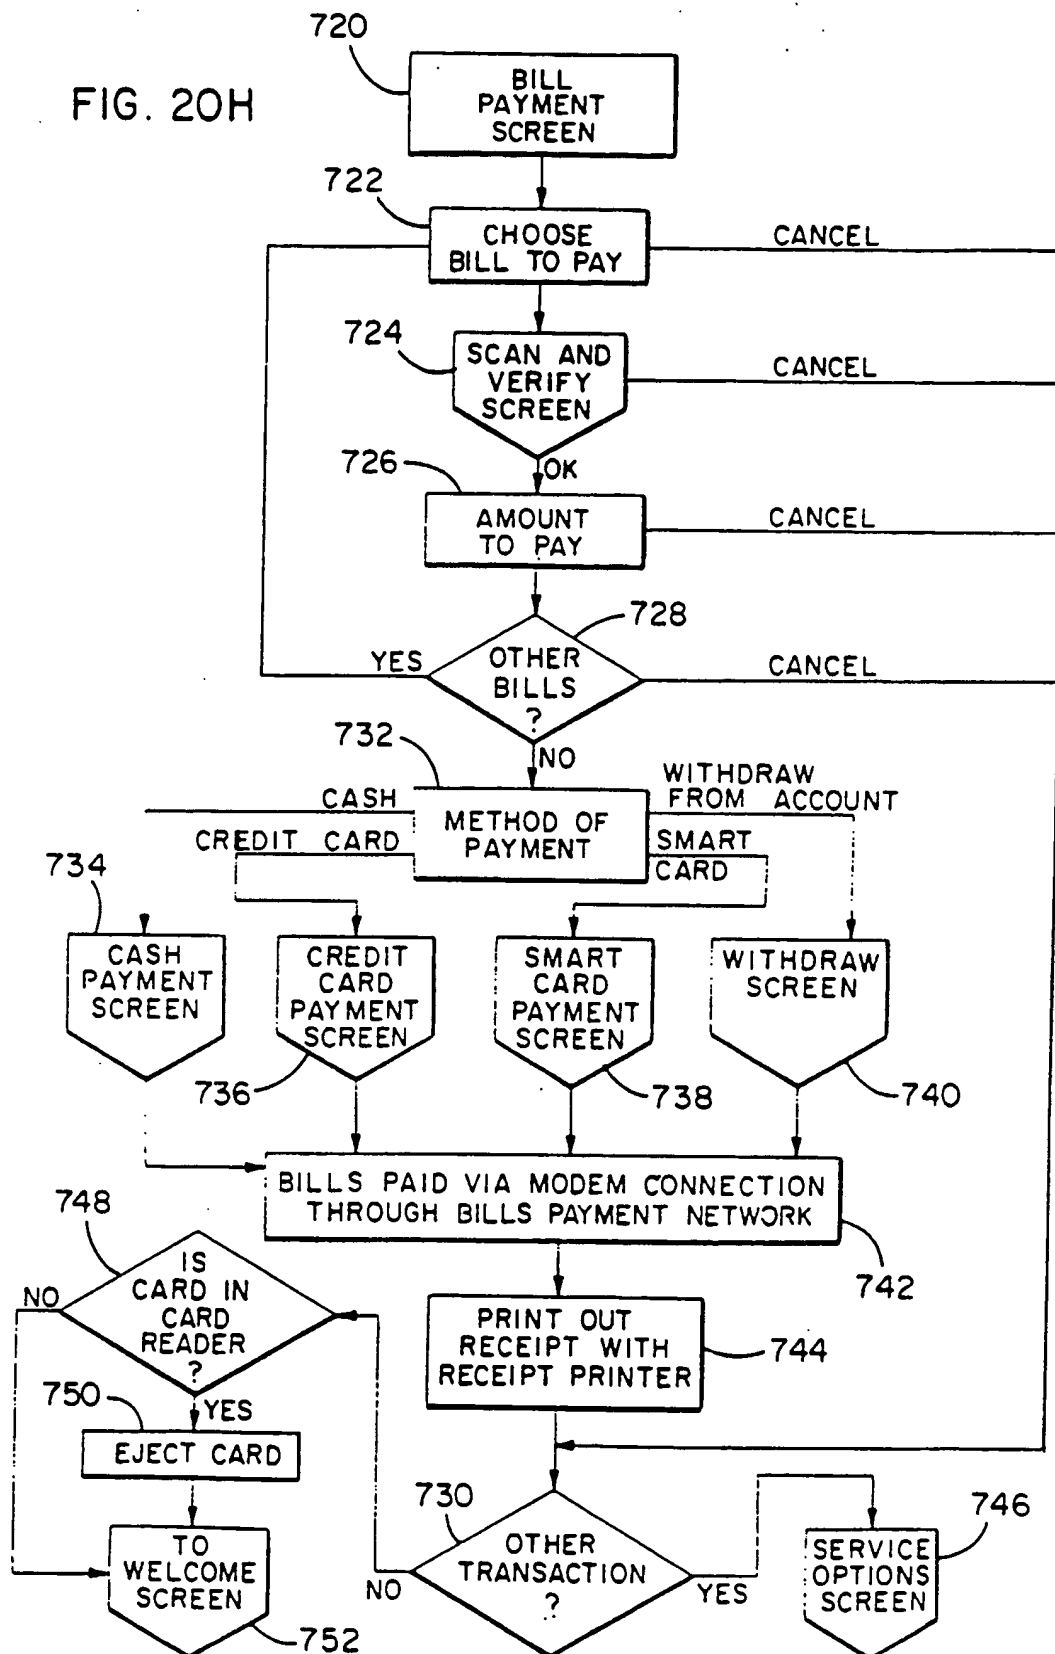 720
FIG. 20H
BILL
PAYMENT
SCREEN
722
CHOOSE
BILL TO PAY
CANCEL
724
SCAN AND
VERIFY
SCREEN
CANCEL
726
OK
AMOUNT
TO PAY
CANCEL
728
YES
OTHER
BILLS
?
CANCEL
732
NO
CASH
METHOD OF
PAYMENT
WITHDRAW
FROM ACCOUNT
CREDIT CARD
SMART
CARD
734
CASH
PAYMENT
SCREEN
CREDIT
CARD
PAYMENT
SCREEN
SMART
CARD
PAYMENT
SCREEN
WITHDRAW
SCREEN
736
738
740
BILLS PAID VIA MODEM CONNECTION
THROUGH BILLS PAYMENT NETWORK
742
748
IS
CARD IN
CARD
READER
?
NO
PRINT OUT
RECEIPT WITH
RECEIPT PRINTER
744
750
YES
EJECT CARD
730
OTHER
TRANSACTION
?
NO
YES
746
SERVICE
OPTIONS
SCREEN
TO
WELCOME
SCREEN
752